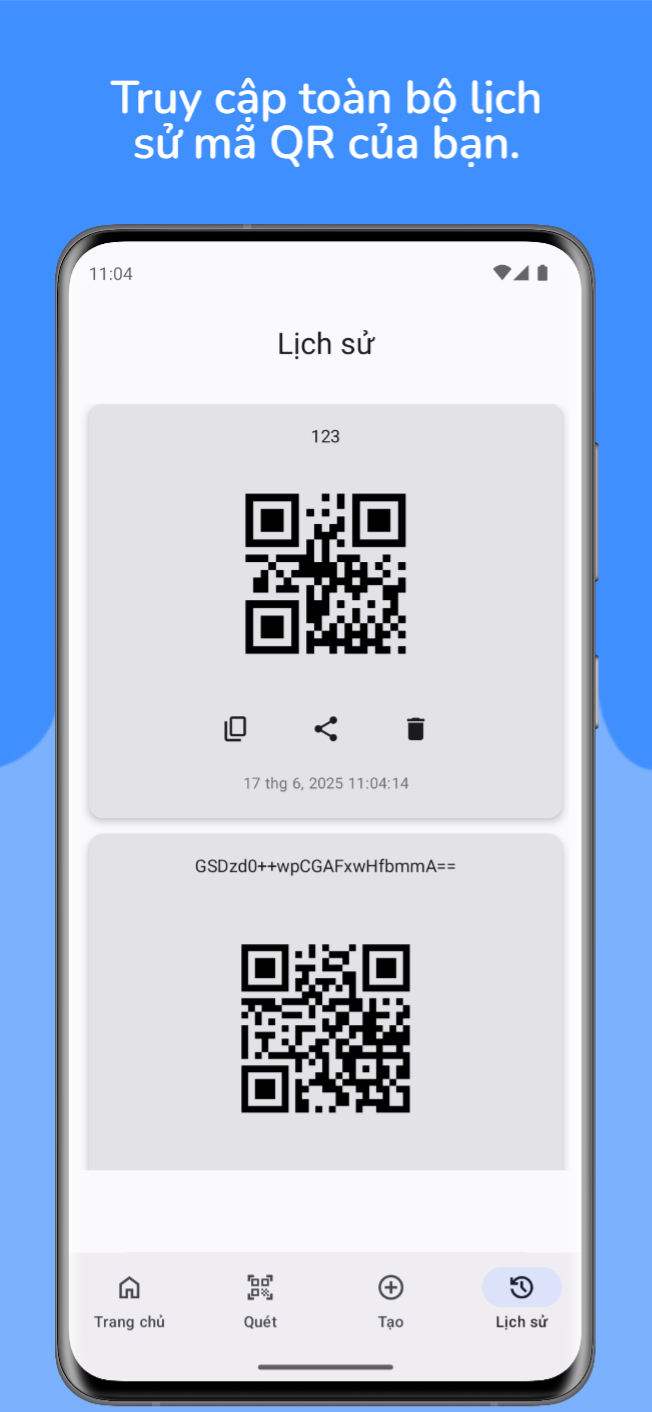 Truy cập toàn bộ lịch
sử mã QR của bạn.
11:04
Lịch sử
123
17 thg 6, 2025 11:04:14
GSDzd0++wpCGAFxwHfbmmA==
Trang chủ
Quét
Tạo
Lịch sử